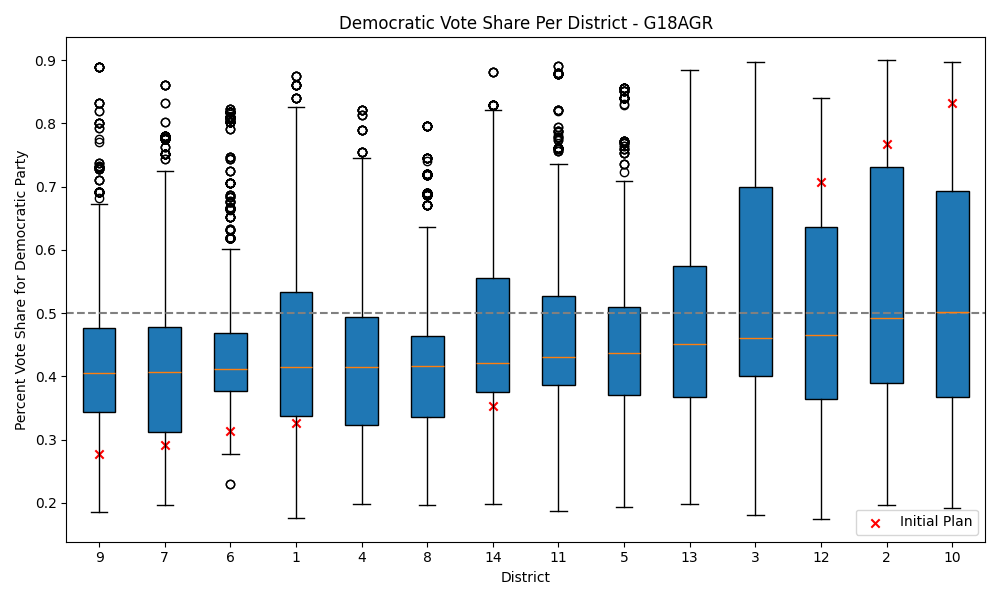 Democratic Vote Share Per District - G18AGR
Percent Vote Share for Democratic Party
0.9
0.8
0.7
0.6
0.5
0.4
0.3
0.2
Initial Plan
9 7 6 1 4 8 14 11 5 13 3 12 2 10
District